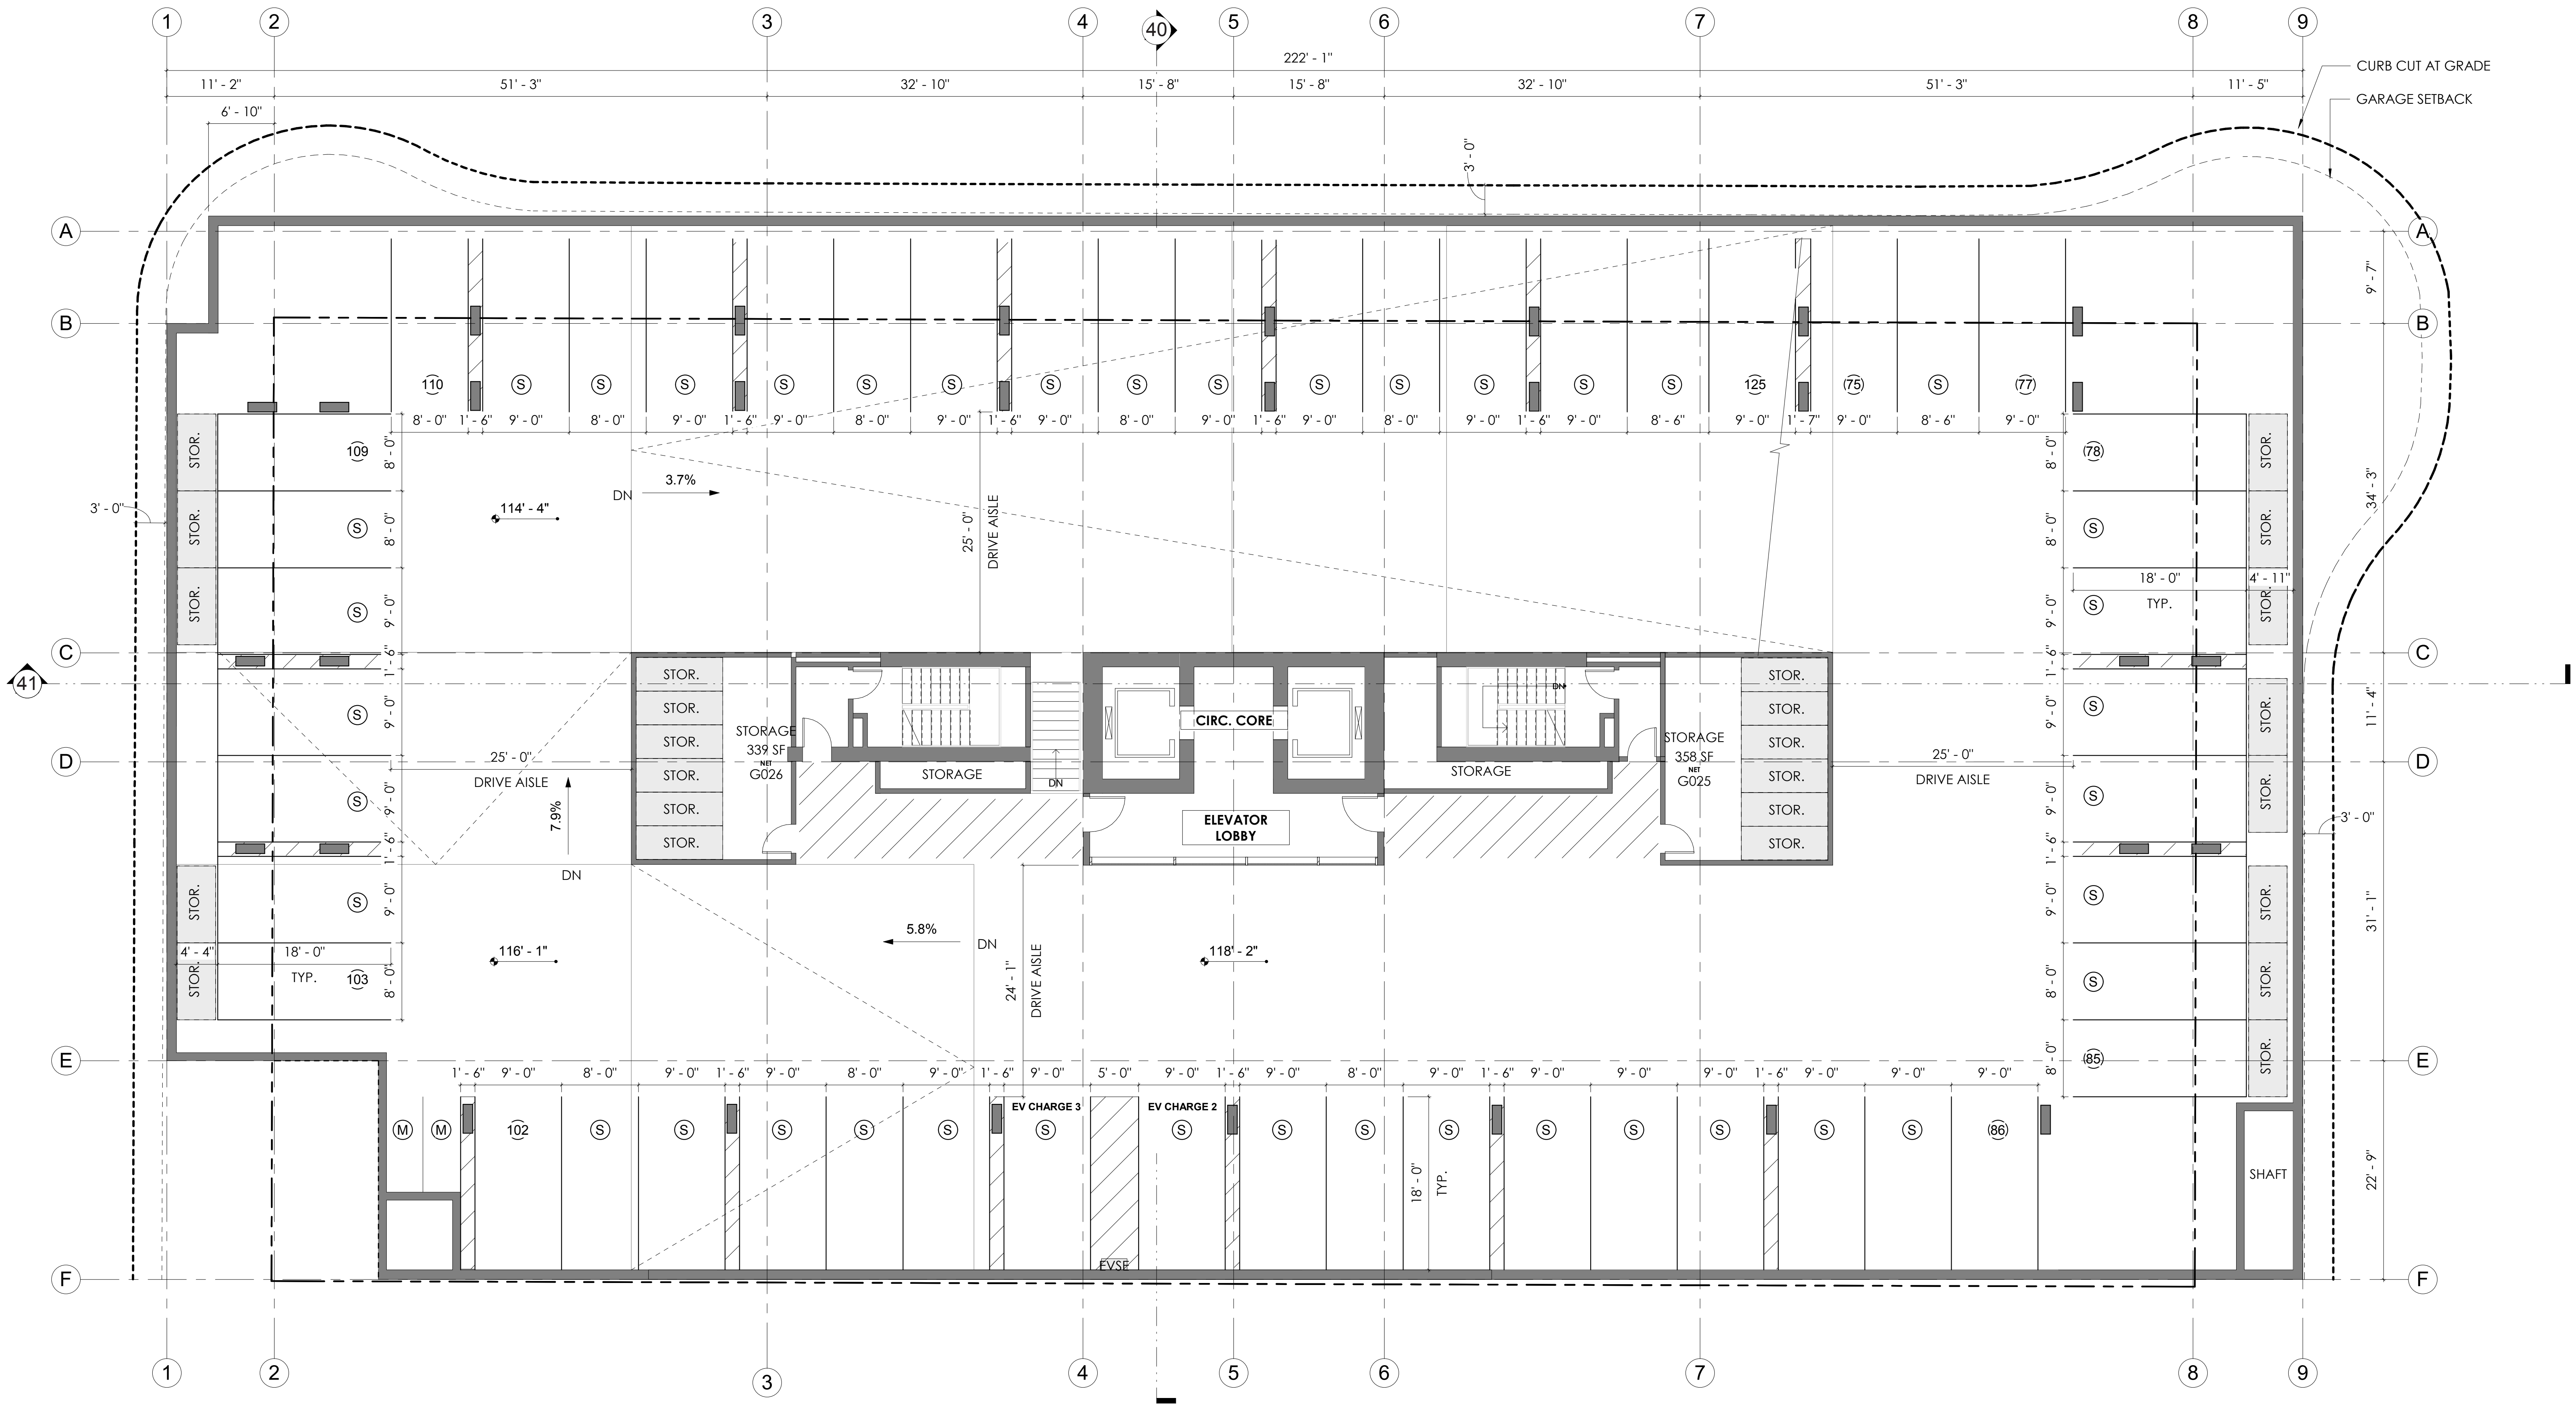 1 2 3 4 40 5 6 7 8 9
222' - 1"
CURB CUT AT GRADE
11' - 2" 51' - 3" 32' - 10" 15' - 8" 15' - 8" 32' - 10" 51' - 3" 11' - 5"
GARAGE SETBACK
6' - 10"
3' - 0"
A A
9' - 7"
B B
110 S S S S S S S S S S S S S S 125 75 S 77
8' - 0" 1' - 6" 9' - 0" 8' - 0" 9' - 0" 1' - 6" 9' - 0" 8' - 0" 9' - 0" 1' - 6" 9' - 0" 8' - 0" 9' - 0" 1' - 6" 9' - 0" 8' - 0" 9' - 0" 1' - 6" 9' - 0" 8' - 6" 9' - 0" 1' - 7" 9' - 0" 8' - 6" 9' - 0"
STOR. 109 8' - 0" 8' - 0" 78 STOR.
3.7%
DN
34' - 3"
3' - 0"
114' - 4"
STOR. S 8' - 0" 25' - 0" DRIVE AISLE 8' - 0" S STOR.
18' - 0" 4' - 11"
TYP.
STOR. S 9' - 0" 9' - 0" S STOR.
C C
1' - 6" 1' - 6"
41
STOR. STOR.
DN
STOR. S 9' - 0" 9' - 0" S STOR. 11' - 4"
STOR.
CIRC. CORE
STORAGE STORAGE
339 SF 358 SF
NET NET
G026 G025
STOR. STOR.
D D
25' - 0" 25' - 0"
DRIVE AISLE DRIVE AISLE
STORAGE STORAGE
DN
STOR. STOR.
S 9' - 0" 9' - 0" S STOR.
7.9%
STOR. STOR.
ELEVATOR
LOBBY
3' - 0"
STOR. STOR.
1' - 6" 1' - 6"
DN
STOR. S 9' - 0" 9' - 0" S STOR.
31' - 1"
5.8%
DN
4' - 4" 18' - 0"
116' - 1" 118' - 2"
TYP.
STOR. 103 8' - 0" 24' - 1" DRIVE AISLE 8' - 0" S STOR.
E E
8' - 0" 85 STOR.
1' - 6" 9' - 0" 8' - 0" 9' - 0" 1' - 6" 9' - 0" 8' - 0" 9' - 0" 1' - 6" 9' - 0" 5' - 0" 9' - 0" 1' - 6" 9' - 0" 8' - 0" 9' - 0" 1' - 6" 9' - 0" 9' - 0" 9' - 0" 1' - 6" 9' - 0" 9' - 0" 9' - 0"
EV CHARGE 3 EV CHARGE 2
M M 102 S S S S S S S S S S S S S S S 86
18' - 0" TYP.
SHAFT
22' - 9"
EVSE
F F
1 2 3 4 5 6 7 8 9